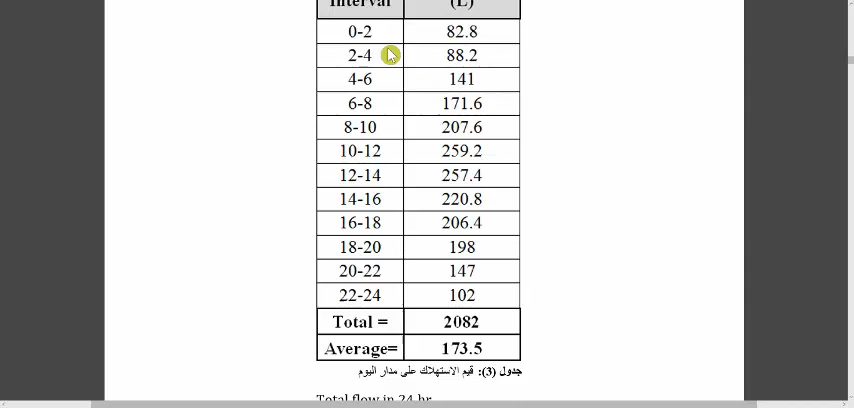 Interval (L)
0-2 82.8
2-4 88.2
4-6 141
6-8 171.6
8-10 207.6
10-12 259.2
12-14 257.4
14-16 220.8
16-18 206.4
18-20 198
20-22 147
22-24 102
Total = 2082
Average= 173.5
جدول (3): قيم الاستهلاك على مدار اليوم
Total flow in 24 hr